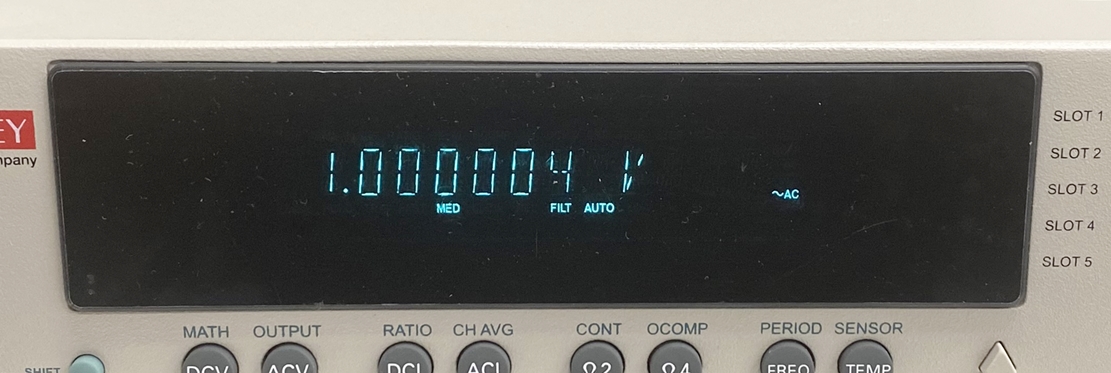 SLOT 1
EY
mpany
SLOT 2
1.000004 V
SLOT 3
~AC
MED FILT AUTO
SLOT 4
SLOT 5
MATH OUTPUT RATIO CH AVG CONT OCOMP PERIOD SENSOR
SHIFT DCV ACV DCI ACI Ω2 Ω4 FREQ TEMP